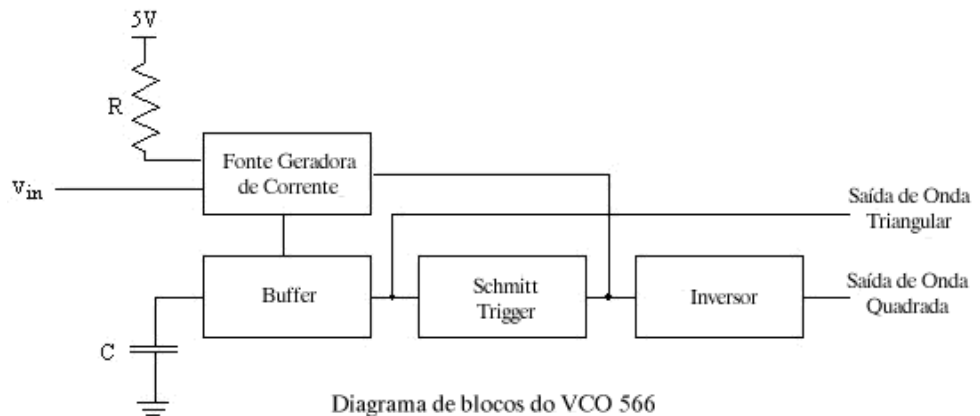 5V
R
Vin
Fonte Geradora
de Corrente
Saída de Onda
Triangular
Buffer
Schmitt
Trigger
Inversor
Saída de Onda
Quadrada
C
Diagrama de blocos do VCO 566